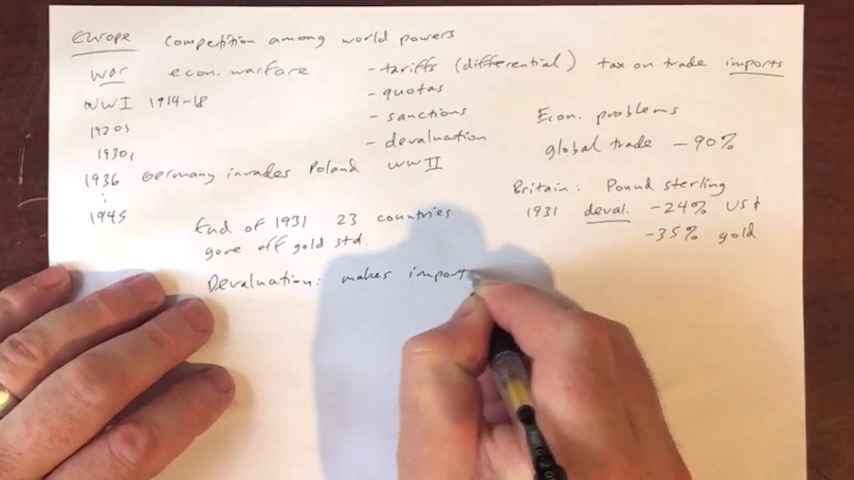 Europe Competition among world powers
War econ. warfare - tariffs (differential) tax on trade imports
WWI 1914-18 - quotas
1920s - sanctions Econ. problems
1930s - devaluation global trade -90%
1936 Germany invades Poland WWII
: Britain: Pound sterling
1945 1931 deval. -24% US$
End of 1931 23 countries -35% gold
gone off gold std.
Devaluation: makes import